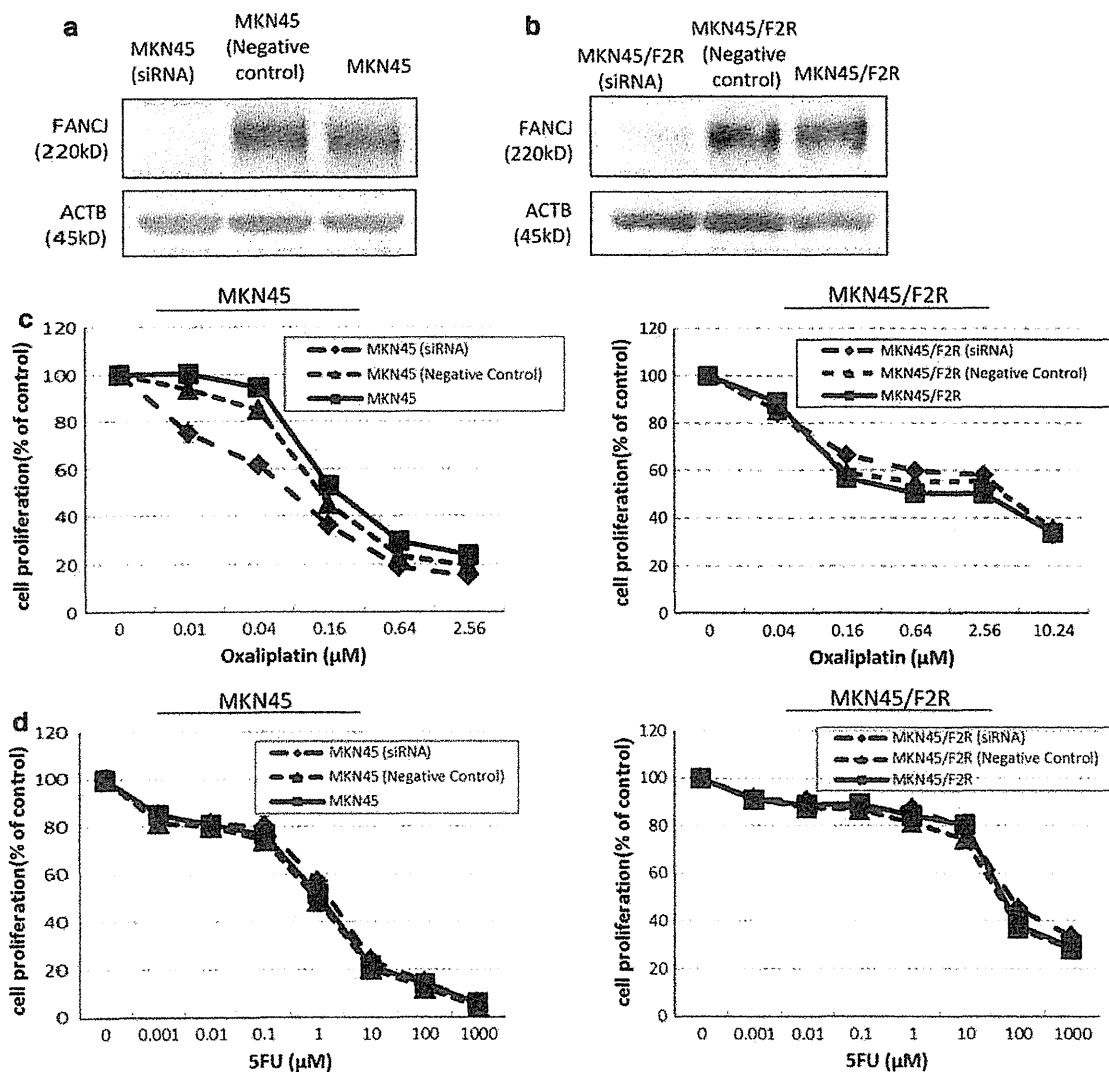 a
MKN45
(siRNA)
MKN45
(Negative
control)
MKN45
FANCJ
(220kD)
ACTB
(45kD)
b
MKN45/F2R
(siRNA)
MKN45/F2R
(Negative
control)
MKN45/F2R
FANCJ
(220kD)
ACTB
(45kD)
c
MKN45
cell proliferation(% of control)
120
100
80
60
40
20
0
MKN45 (siRNA)
MKN45 (Negative Control)
MKN45
0 0.01 0.04 0.16 0.64 2.56
Oxaliplatin (μM)
MKN45/F2R
cell proliferation(% of control)
120
100
80
60
40
20
0
MKN45/F2R (siRNA)
MKN45/F2R (Negative Control)
MKN45/F2R
0 0.04 0.16 0.64 2.56 10.24
Oxaliplatin (μM)
d
MKN45
cell proliferation(% of control)
120
100
80
60
40
20
0
MKN45 (siRNA)
MKN45 (Negative Control)
MKN45
0 0.001 0.01 0.1 1 10 100 1000
5FU (μM)
MKN45/F2R
cell proliferation(% of control)
120
100
80
60
40
20
0
MKN45/F2R (siRNA)
MKN45/F2R (Negative Control)
MKN45/F2R
0 0.001 0.01 0.1 1 10 100 1000
5FU (μM)